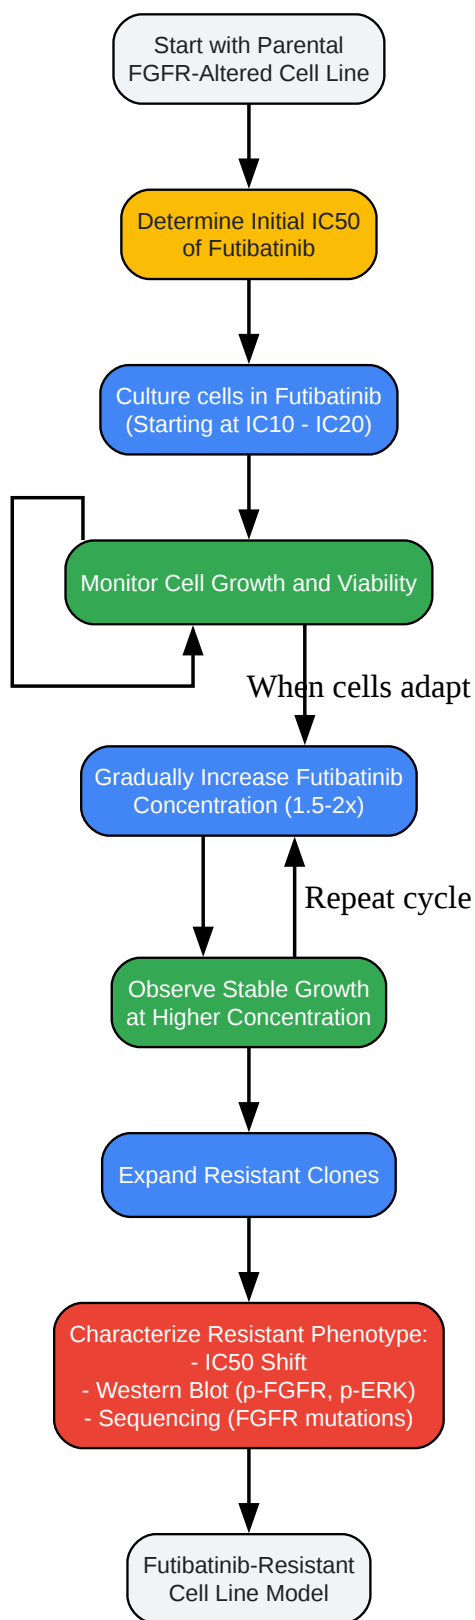 Start with Parental
FGFR-Altered Cell Line
Determine Initial IC50
of Futibatinib
Culture cells in Futibatinib
(Starting at IC10 - IC20)
Monitor Cell Growth and Viability
When cells adapt
Gradually Increase Futibatinib
Concentration (1.5-2x)
Repeat cycle
Observe Stable Growth
at Higher Concentration
Expand Resistant Clones
Characterize Resistant Phenotype:
- IC50 Shift
- Western Blot (p-FGFR, p-ERK)
- Sequencing (FGFR mutations)
Futibatinib-Resistant
Cell Line Model